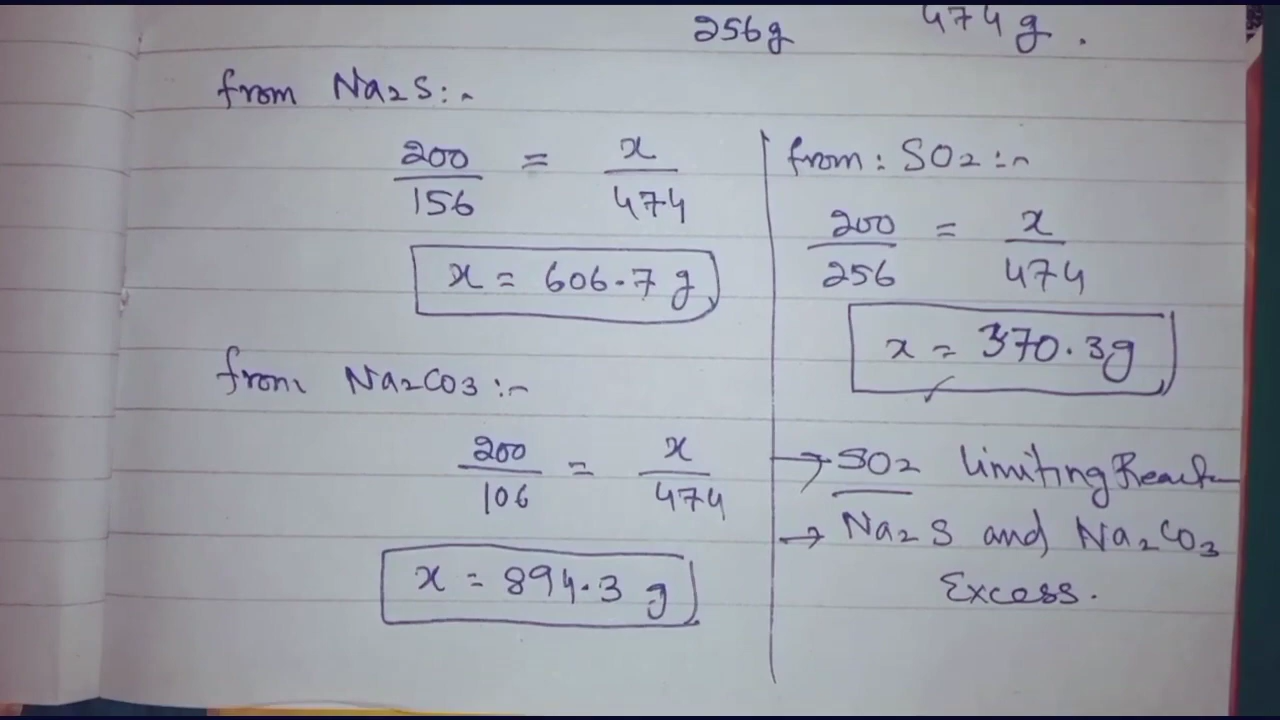 256g 474g.
from Na2S:-
200/156 = x/474
x = 606.7 g
from Na2CO3:-
200/106 = x/474
x = 894.3 g
from: SO2:-
200/256 = x/474
x = 370.3g
→ SO2 Limiting
→ Na2S and Na2CO3
Excess.